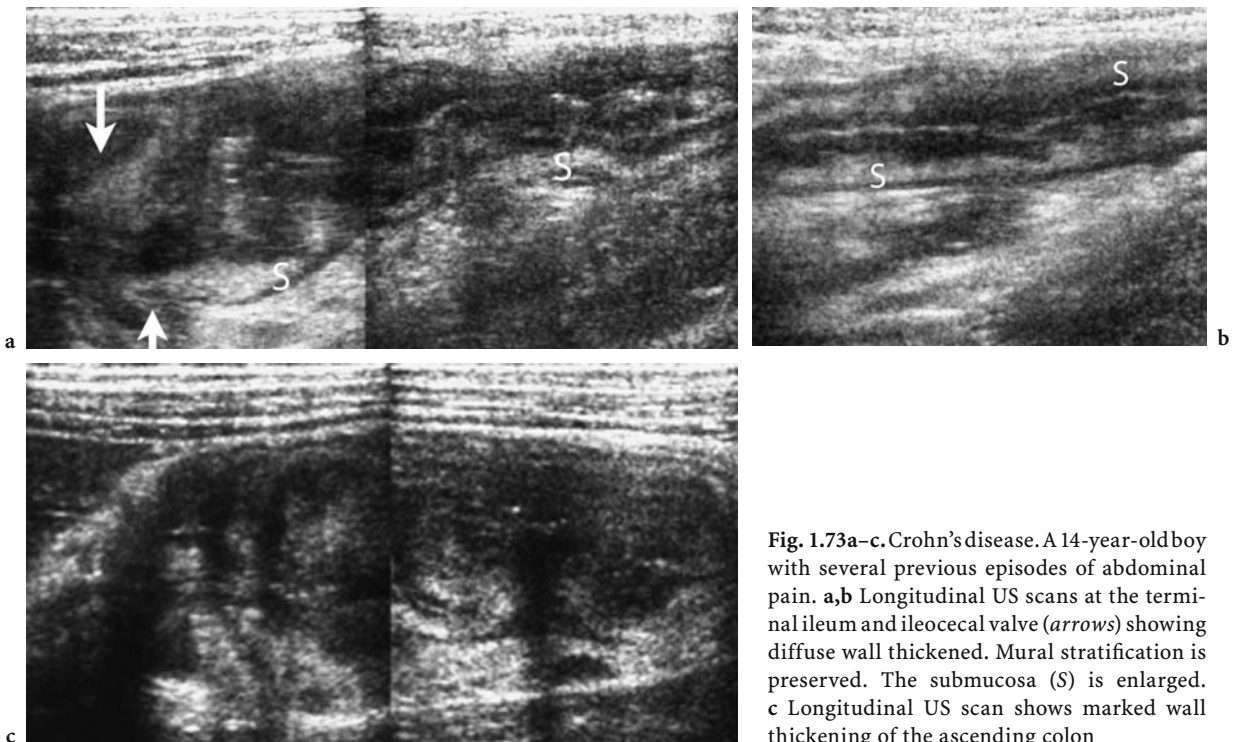 S
S
a
S
S
b
c
Fig. 1.73a–c. Crohn's disease. A 14-year-old boy
with several previous episodes of abdominal
pain. a,b Longitudinal US scans at the termi-
nal ileum and ileocecal valve (arrows) showing
diffuse wall thickened. Mural stratification is
preserved. The submucosa (S) is enlarged.
c Longitudinal US scan shows marked wall
thickening of the ascending colon